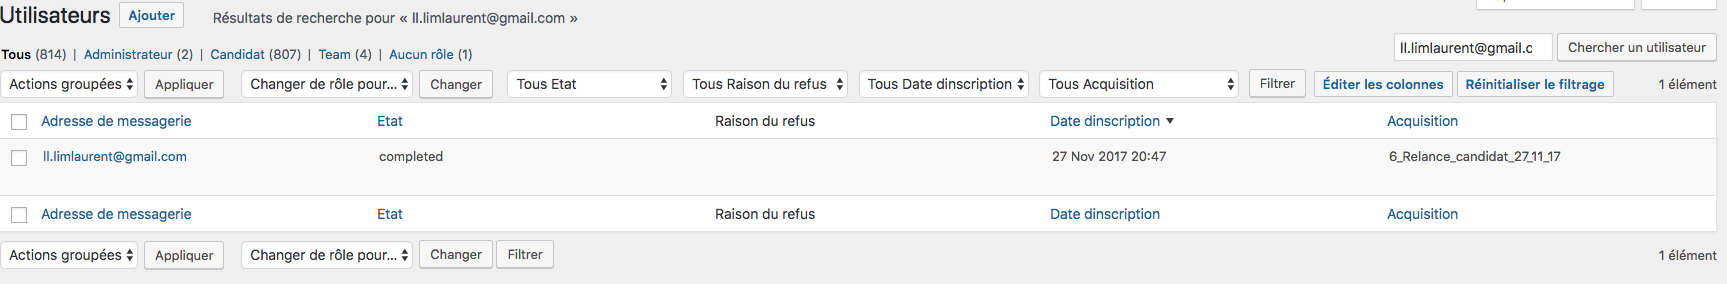 Utilisateurs Ajouter Résultats de recherche pour « ll.limlaurent@gmail.com »
Tous (814) | Administrateur (2) | Candidat (807) | Team (4) | Aucun rôle (1) ll.limlaurent@gmail.c Chercher un utilisateur
Actions groupées Appliquer Changer de rôle pour... Changer Tous Etat Tous Raison du refus Tous Date dinscription Tous Acquisition Filtrer Éditer les colonnes Réinitialiser le filtrage 1 élément
Adresse de messagerie Etat Raison du refus Date dinscription Acquisition
ll.limlaurent@gmail.com completed 27 Nov 2017 20:47 6_Relance_candidat_27_11_17
Adresse de messagerie Etat Raison du refus Date dinscription Acquisition
Actions groupées Appliquer Changer de rôle pour... Changer Filtrer 1 élément